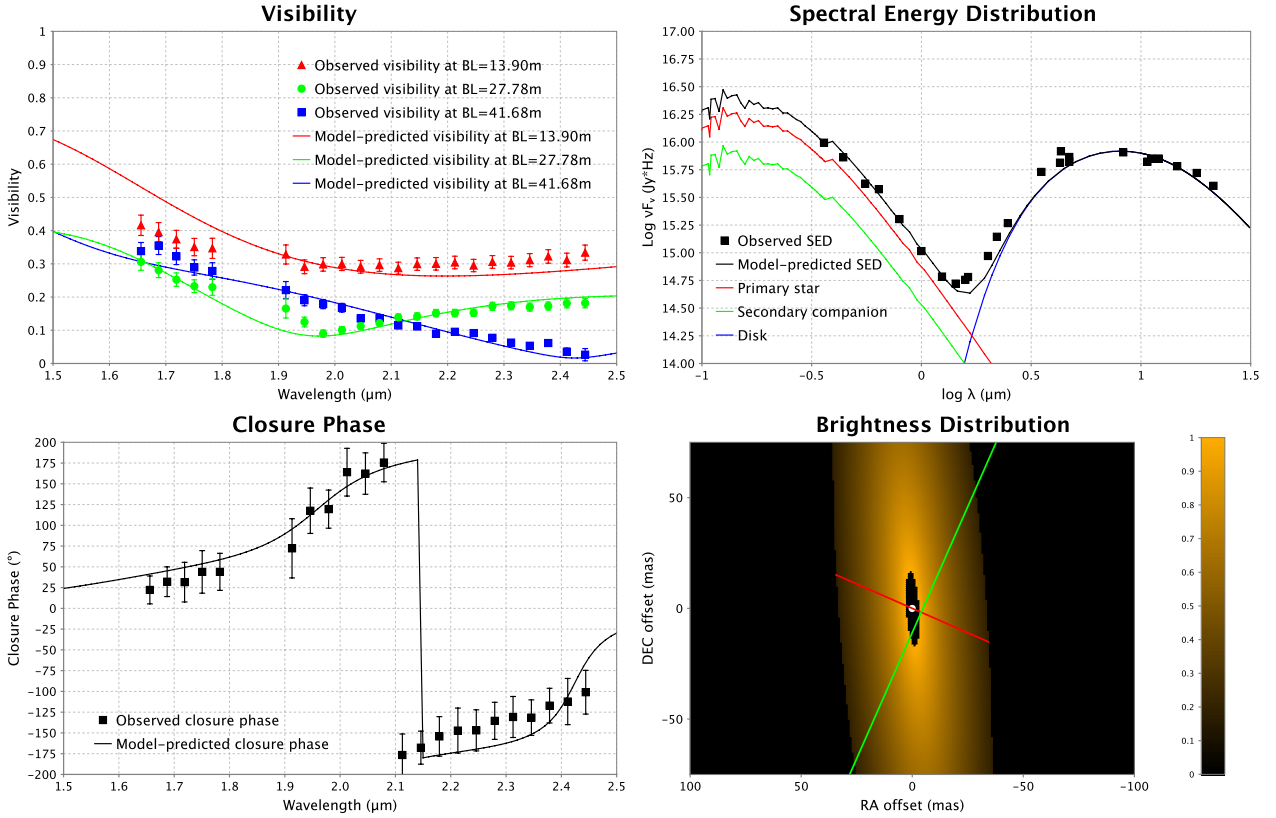 Visibility
1
0.9
0.8
0.7
0.6
0.5
0.4
0.3
0.2
0.1
0
Visibility
Observed visibility at BL=13.90m
Observed visibility at BL=27.78m
Observed visibility at BL=41.68m
Model-predicted visibility at BL=13.90m
Model-predicted visibility at BL=27.78m
Model-predicted visibility at BL=41.68m
1.5 1.6 1.7 1.8 1.9 2.0 2.1 2.2 2.3 2.4 2.5
Wavelength (μm)
Spectral Energy Distribution
17.00
16.75
16.50
16.25
16.00
15.75
15.50
15.25
15.00
14.75
14.50
14.25
14.00
Log νFν (Jy*Hz)
Observed SED
Model-predicted SED
Primary star
Secondary companion
Disk
-1 -0.5 0 0.5 1 1.5
log λ (μm)
Closure Phase
200
175
150
125
100
75
50
25
0
-25
-50
-75
-100
-125
-150
-175
-200
Closure Phase (°)
Observed closure phase
Model-predicted closure phase
1.5 1.6 1.7 1.8 1.9 2.0 2.1 2.2 2.3 2.4 2.5
Wavelength (μm)
Brightness Distribution
50
0
-50
DEC offset (mas)
100 50 0 -50 -100
RA offset (mas)
1
0.9
0.8
0.7
0.6
0.5
0.4
0.3
0.2
0.1
0